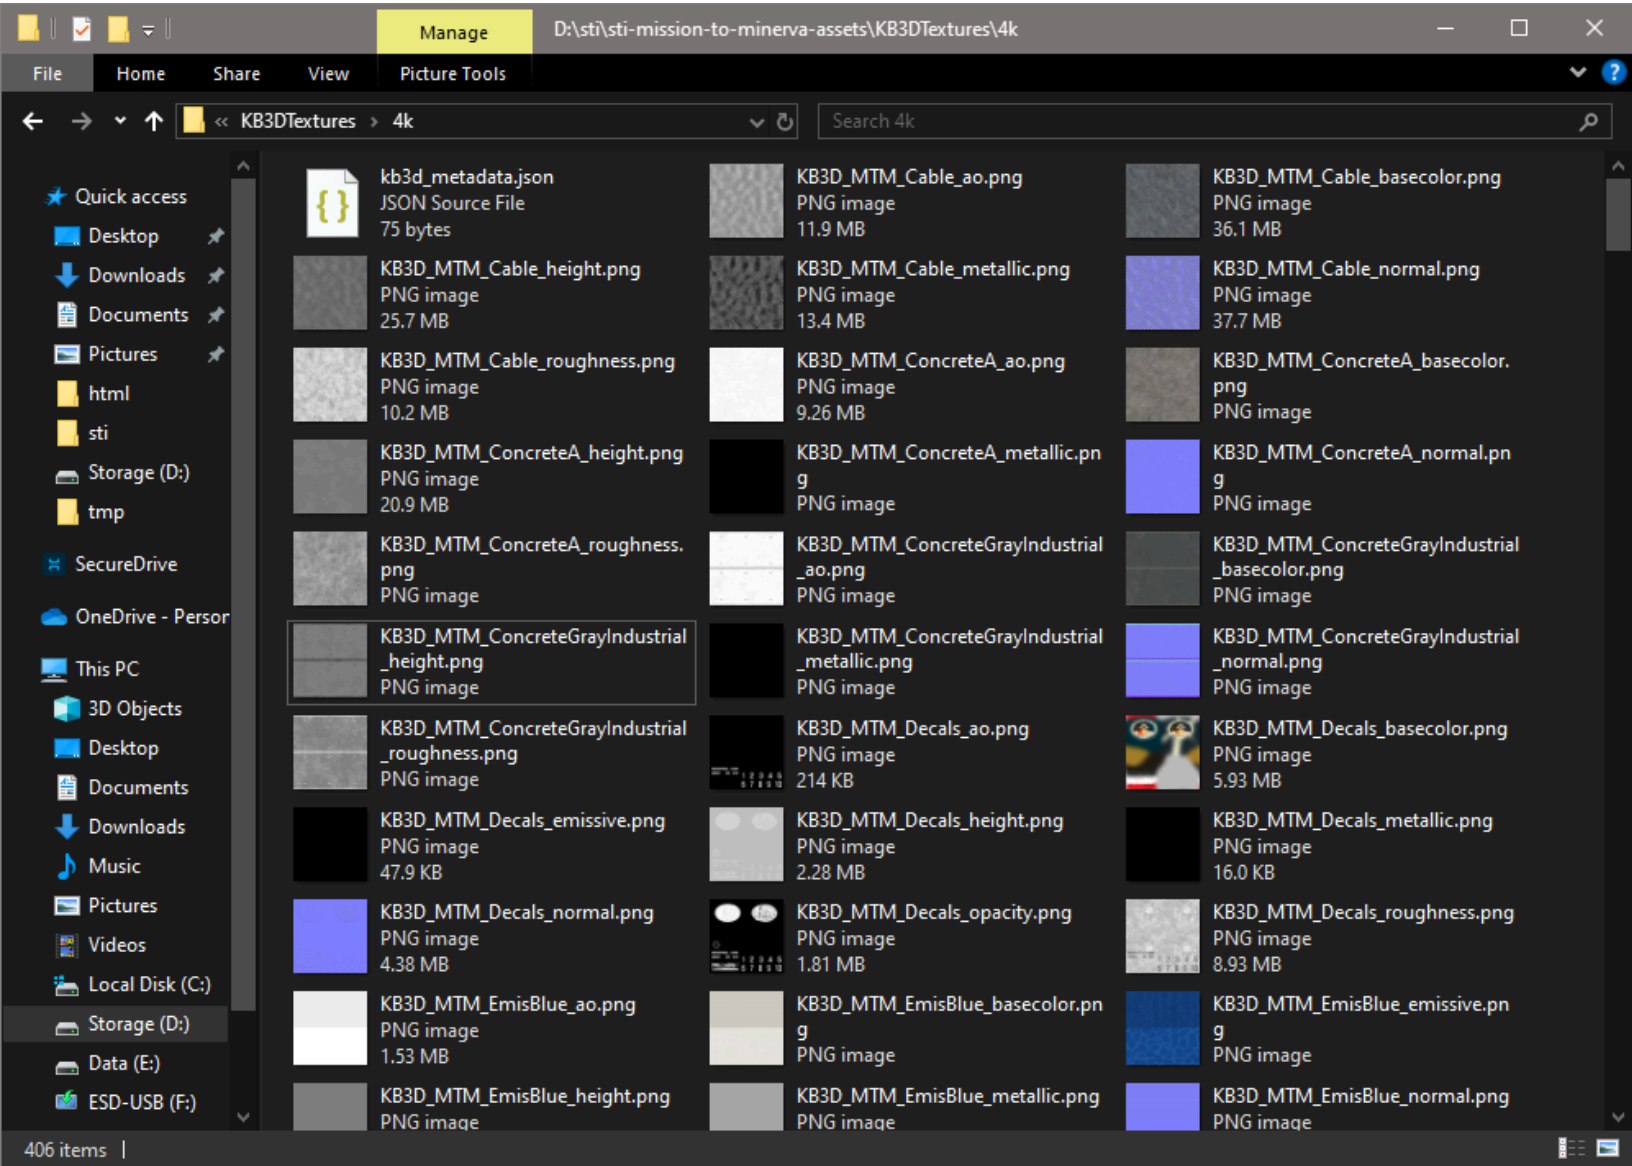 Manage
D:\sti\sti-mission-to-minerva-assets\KB3DTextures\4k
File
Home
Share
View
Picture Tools
?
« KB3DTextures > 4k
Search 4k
Quick access
Desktop
Downloads
Documents
Pictures
html
sti
Storage (D:)
tmp
SecureDrive
OneDrive - Person
This PC
3D Objects
Desktop
Documents
Downloads
Music
Pictures
Videos
Local Disk (C:)
Storage (D:)
Data (E:)
ESD-USB (F:)
{}
kb3d_metadata.json
JSON Source File
75 bytes
KB3D_MTM_Cable_ao.png
PNG image
11.9 MB
KB3D_MTM_Cable_basecolor.png
PNG image
36.1 MB
KB3D_MTM_Cable_height.png
PNG image
25.7 MB
KB3D_MTM_Cable_metallic.png
PNG image
13.4 MB
KB3D_MTM_Cable_normal.png
PNG image
37.7 MB
KB3D_MTM_Cable_roughness.png
PNG image
10.2 MB
KB3D_MTM_ConcreteA_ao.png
PNG image
9.26 MB
KB3D_MTM_ConcreteA_basecolor.
png
PNG image
KB3D_MTM_ConcreteA_height.png
PNG image
20.9 MB
KB3D_MTM_ConcreteA_metallic.pn
g
PNG image
KB3D_MTM_ConcreteA_normal.pn
g
PNG image
KB3D_MTM_ConcreteA_roughness.
png
PNG image
KB3D_MTM_ConcreteGrayIndustrial
_ao.png
PNG image
KB3D_MTM_ConcreteGrayIndustrial
_basecolor.png
PNG image
KB3D_MTM_ConcreteGrayIndustrial
_height.png
PNG image
KB3D_MTM_ConcreteGrayIndustrial
_metallic.png
PNG image
KB3D_MTM_ConcreteGrayIndustrial
_normal.png
PNG image
KB3D_MTM_ConcreteGrayIndustrial
_roughness.png
PNG image
KB3D_MTM_Decals_ao.png
PNG image
214 KB
KB3D_MTM_Decals_basecolor.png
PNG image
5.93 MB
KB3D_MTM_Decals_emissive.png
PNG image
47.9 KB
KB3D_MTM_Decals_height.png
PNG image
2.28 MB
KB3D_MTM_Decals_metallic.png
PNG image
16.0 KB
KB3D_MTM_Decals_normal.png
PNG image
4.38 MB
KB3D_MTM_Decals_opacity.png
PNG image
1.81 MB
KB3D_MTM_Decals_roughness.png
PNG image
8.93 MB
KB3D_MTM_EmisBlue_ao.png
PNG image
1.53 MB
KB3D_MTM_EmisBlue_basecolor.pn
g
PNG image
KB3D_MTM_EmisBlue_emissive.pn
g
PNG image
KB3D_MTM_EmisBlue_height.png
PNG image
KB3D_MTM_EmisBlue_metallic.png
PNG image
KB3D_MTM_EmisBlue_normal.png
PNG image
406 items